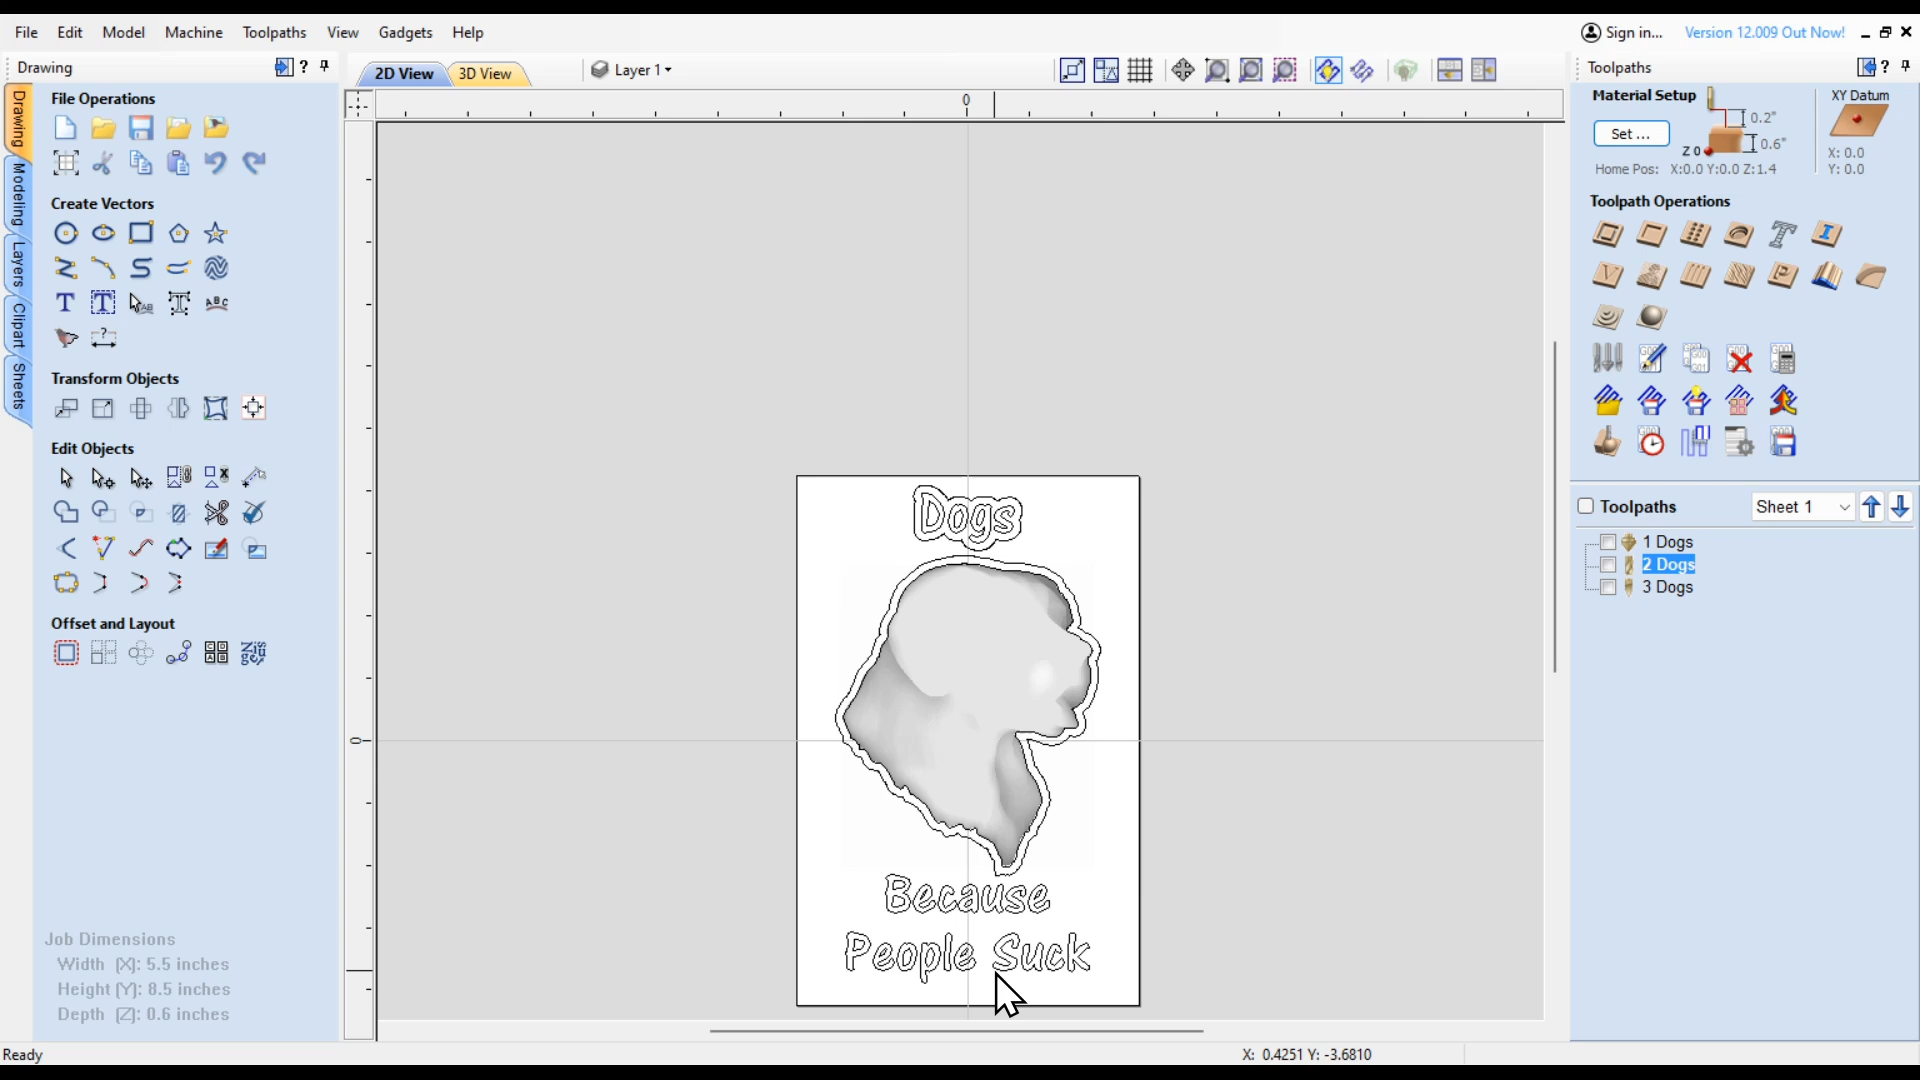 File Edit Model Machine Toolpaths View Gadgets Help
Sign in... Version 12.009 Out Now!
Drawing
2D View 3D View Layer 1
Toolpaths
Drawing
Modeling
Layers
Clipart
Sheets
File Operations
Create Vectors
Transform Objects
Edit Objects
Offset and Layout
Job Dimensions
Width (X): 5.5 inches
Height (Y): 8.5 inches
Depth (Z): 0.6 inches
Ready
0
0
Dogs
Because
People Suck
X: 0.4251 Y: -3.6810
Material Setup
Set ...
0.2"
0.6"
Z 0
Home Pos: X:0.0 Y:0.0 Z:1.4
XY Datum
X: 0.0
Y: 0.0
Toolpath Operations
Toolpaths Sheet 1
1 Dogs
2 Dogs
3 Dogs